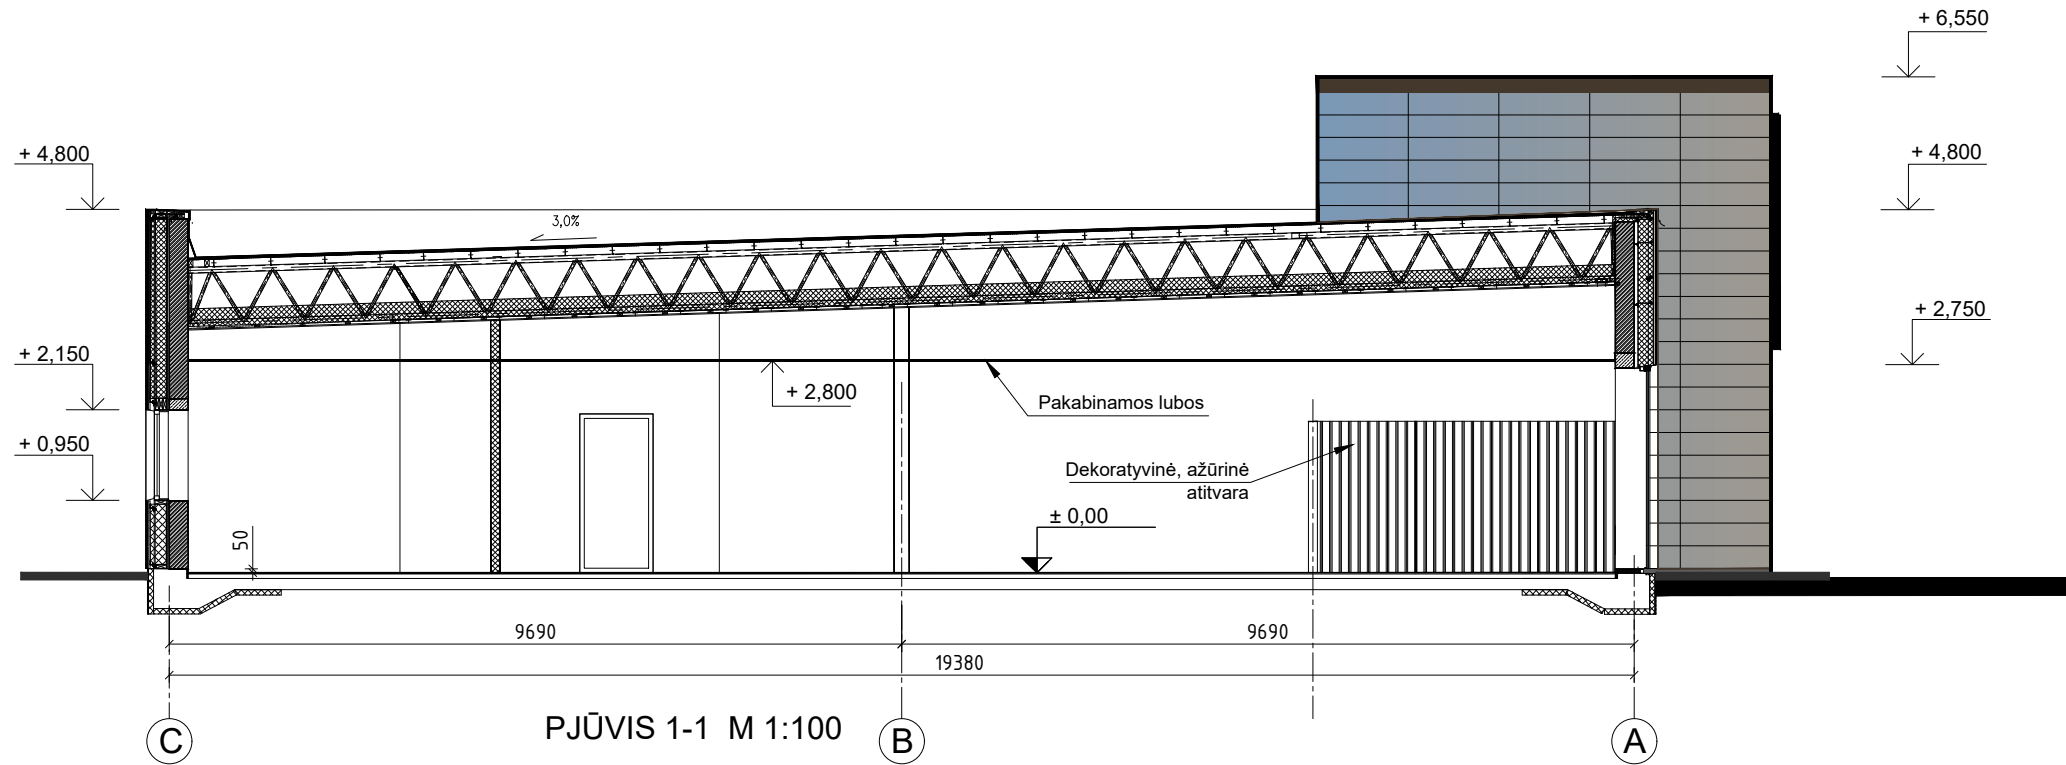 + 6,550
+ 4,800
+ 4,800
3,0%
+ 2,750
+ 2,150
+ 2,800
Pakabinamos lubos
+ 0,950
Dekoratyvinė, ažūrinė
atitvara
± 0,00
50
9690
9690
19380
PJŪVIS 1-1 M 1:100
C
B
A